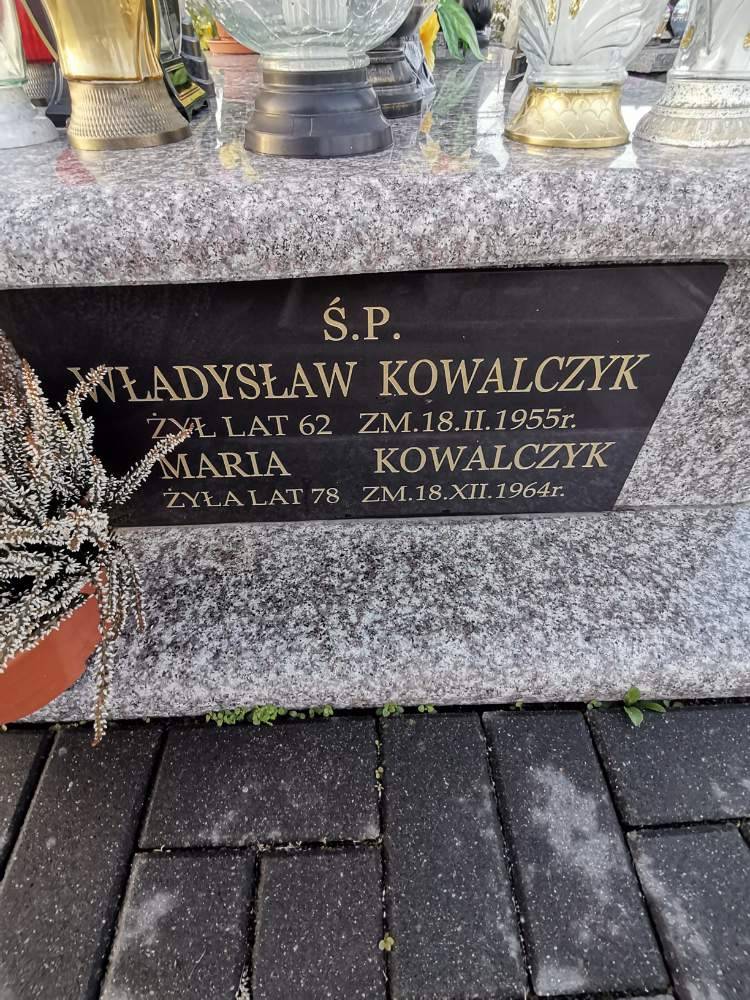 Ś.P.
WŁADYSŁAW KOWALCZYK
ŻYŁ LAT 62 ZM.18.II.1955r.
MARIA KOWALCZYK
ŻYŁA LAT 78 ZM.18.XII.1964r.